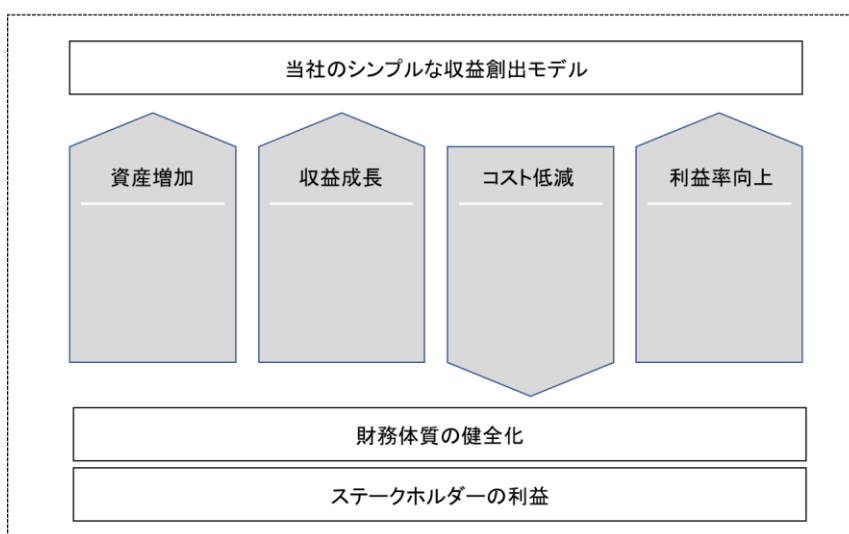 当社のシンプルな収益創出モデル
資産増加
収益成長
コスト低減
利益率向上
財務体質の健全化
ステークホルダーの利益